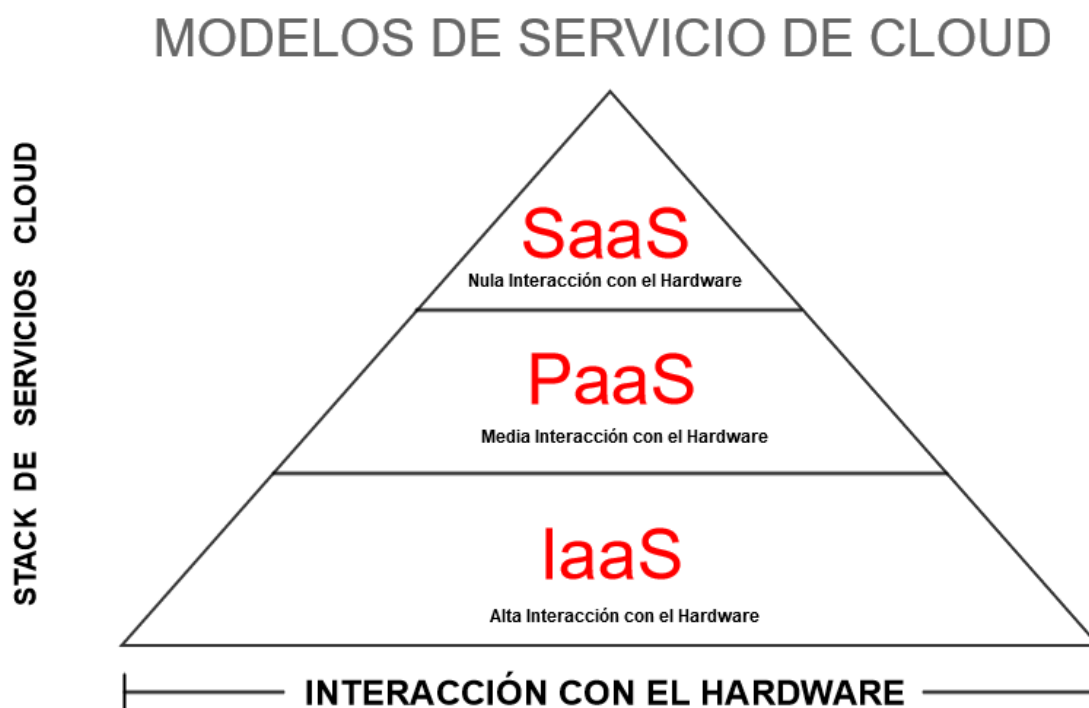 MODELOS DE SERVICIO DE CLOUD
STACK DE SERVICIOS CLOUD
SaaS
Nula Interacción con el Hardware
PaaS
Media Interacción con el Hardware
IaaS
Alta Interacción con el Hardware
INTERACCIÓN CON EL HARDWARE